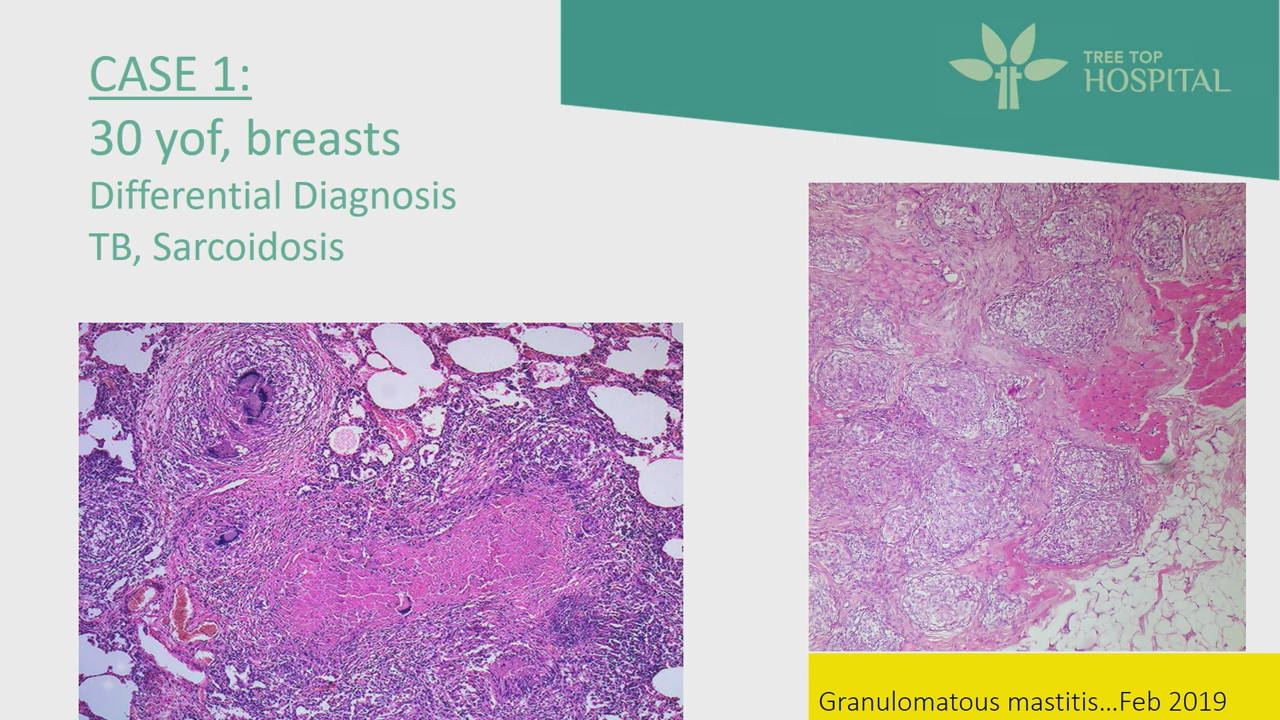 CASE 1:
30 yof, breasts
Differential Diagnosis
TB, Sarcoidosis
TREE TOP
HOSPITAL
Granulomatous mastitis...Feb 2019